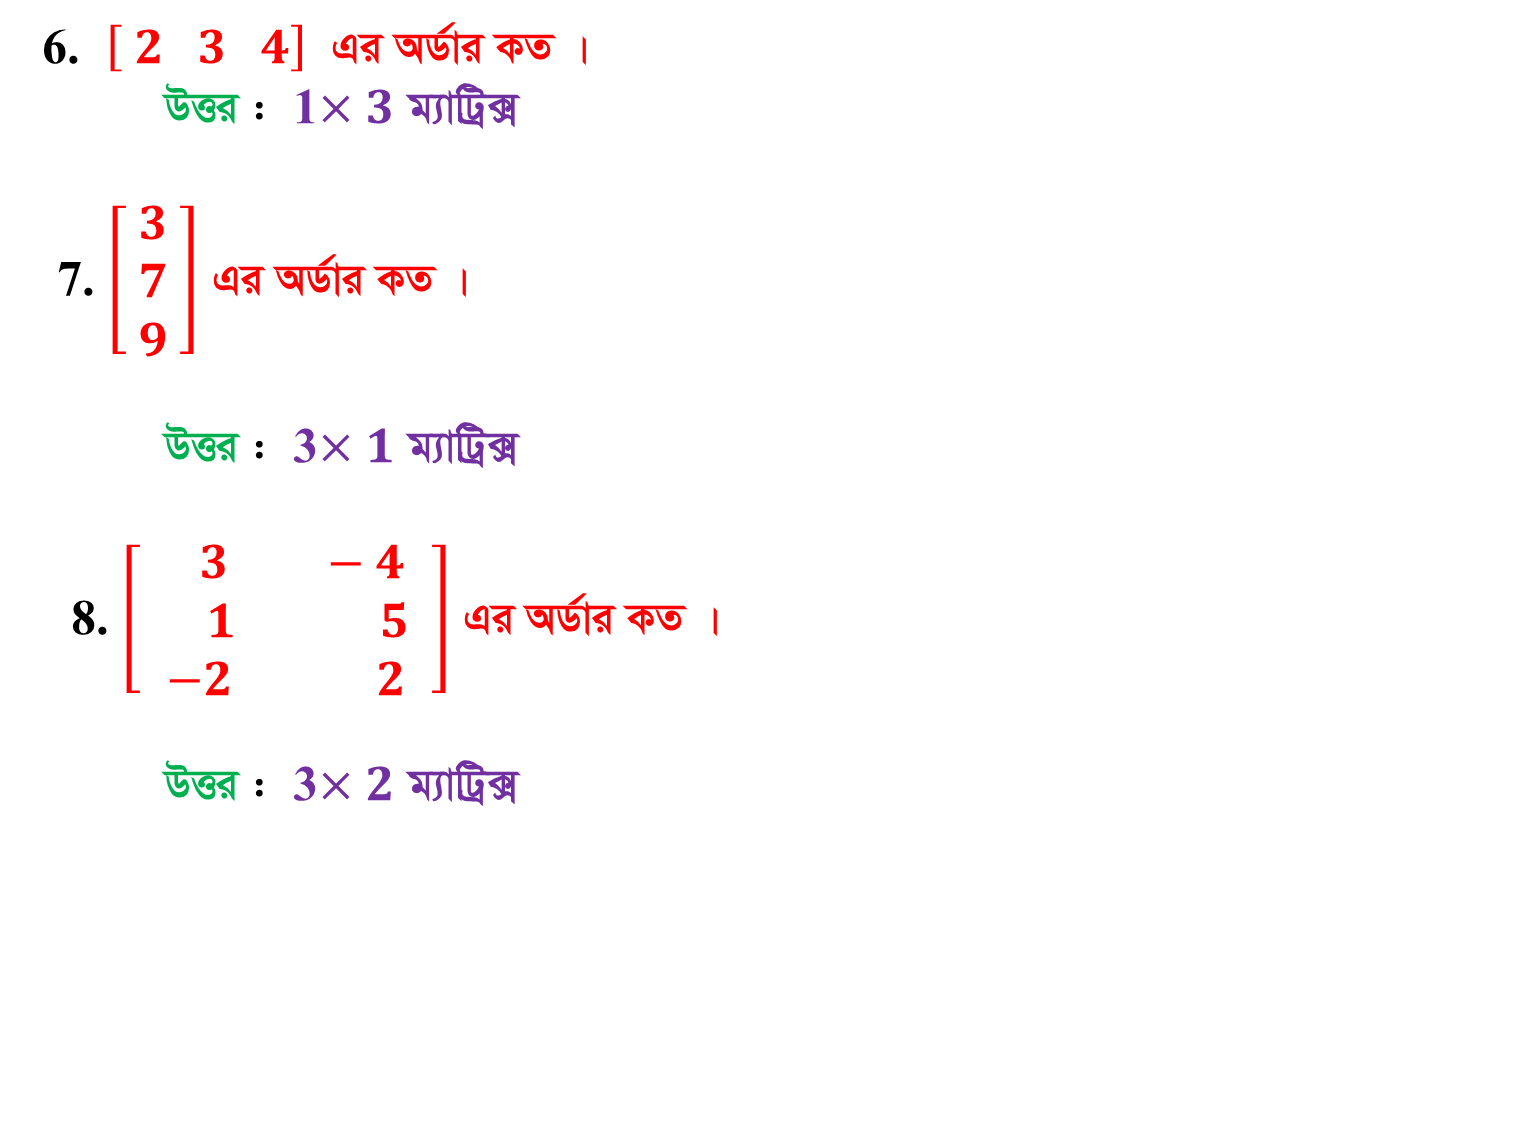 6. [ 2 3 4] এর অর্ডার কত ।
উত্তর : 1× 3 ম্যাট্রিক্স
7. [ 3
7
9 ] এর অর্ডার কত ।
উত্তর : 3× 1 ম্যাট্রিক্স
8. [ 3 − 4
1 5
−2 2 ] এর অর্ডার কত ।
উত্তর : 3× 2 ম্যাট্রিক্স